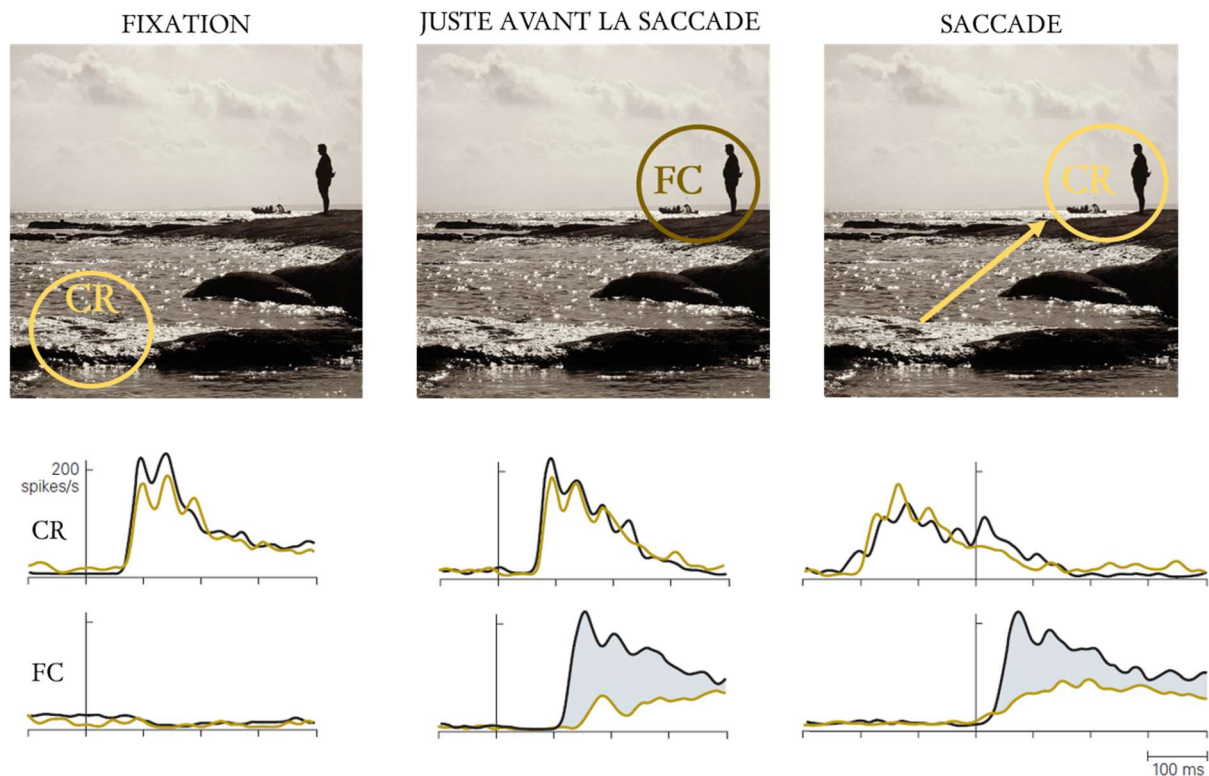 FIXATION
JUSTE AVANT LA SACCADE
SACCADE
CR
FC
CR
200
spikes/s
CR
FC
100 ms